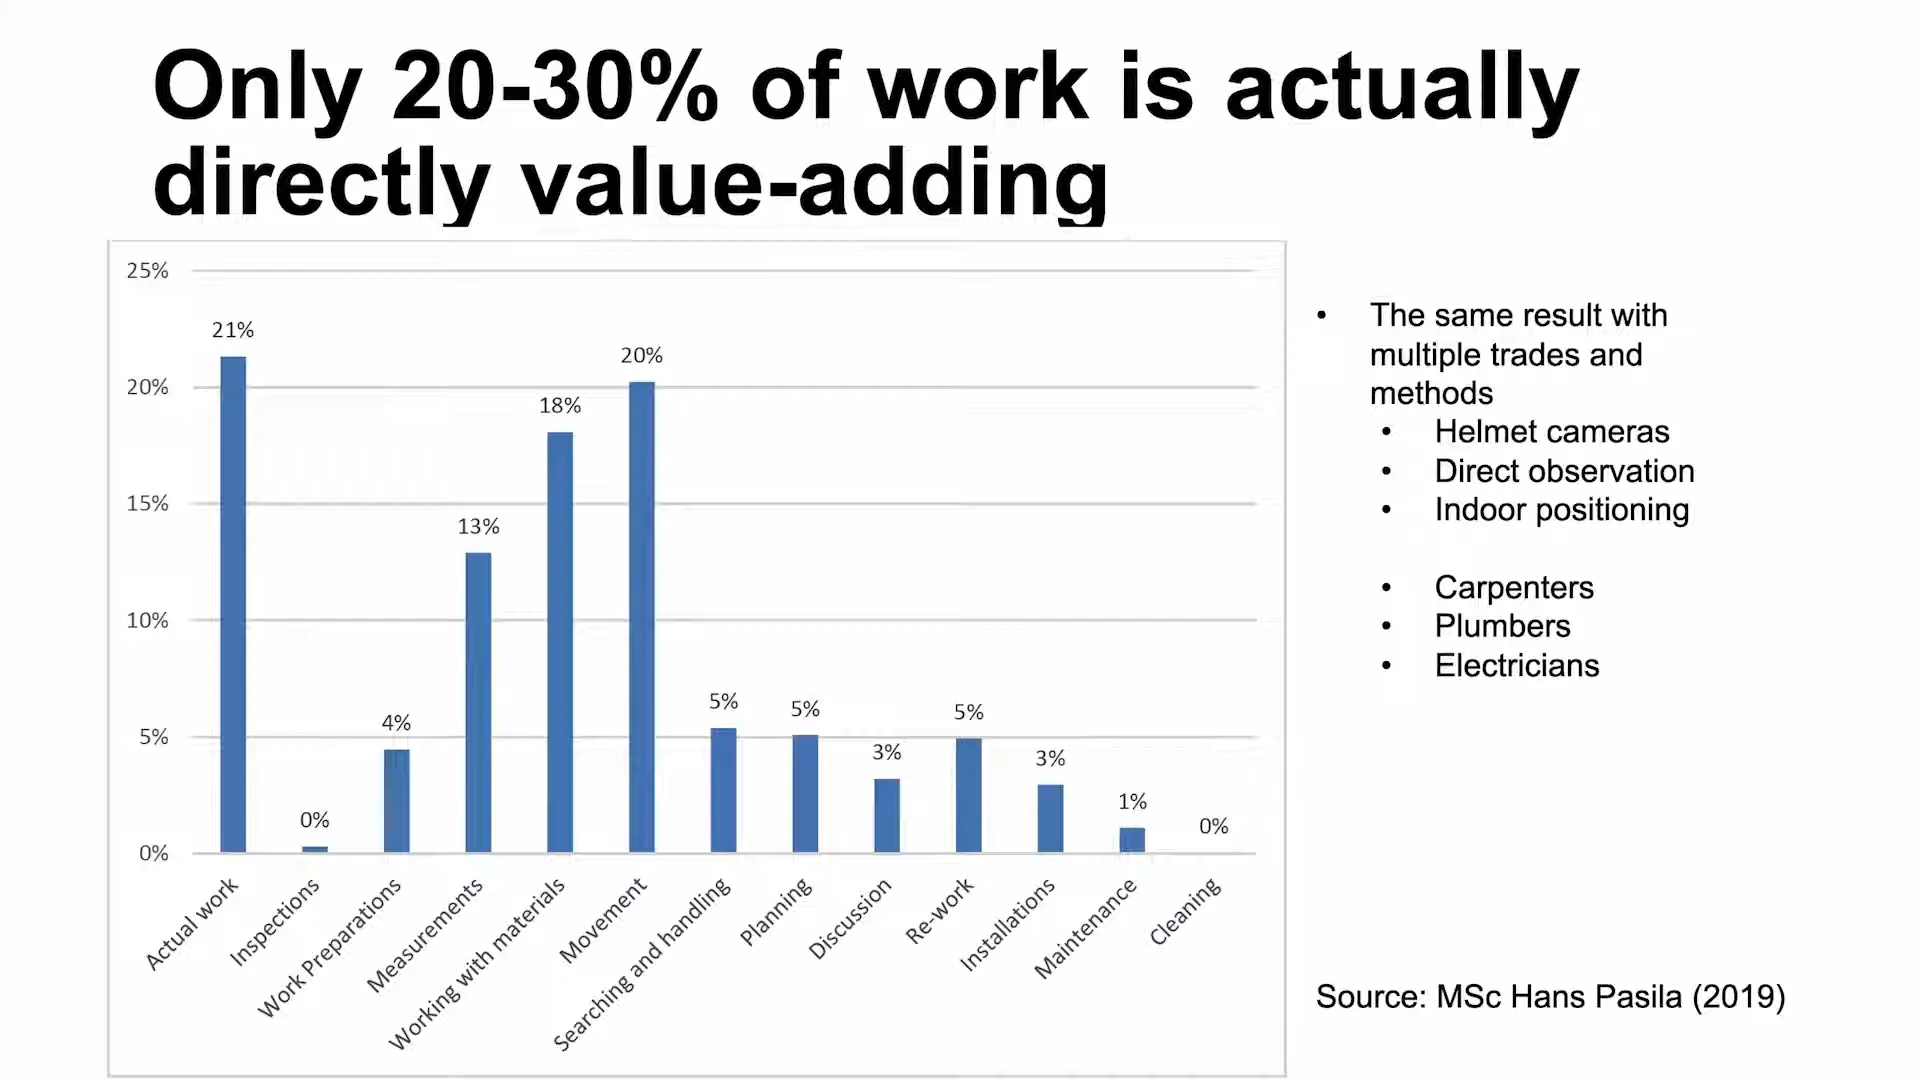 Only 20-30% of work is actually
directly value-adding
25%
20%
15%
10%
5%
0%
21%
0%
4%
13%
18%
20%
5%
5%
3%
5%
3%
1%
0%
Actual work
Inspections
Work Preparations
Measurements
Working with materials
Movement
Searching and handling
Planning
Discussion
Re-work
Installations
Maintenance
Cleaning
• The same result with
multiple trades and
methods
• Helmet cameras
• Direct observation
• Indoor positioning
• Carpenters
• Plumbers
• Electricians
Source: MSc Hans Pasila (2019)